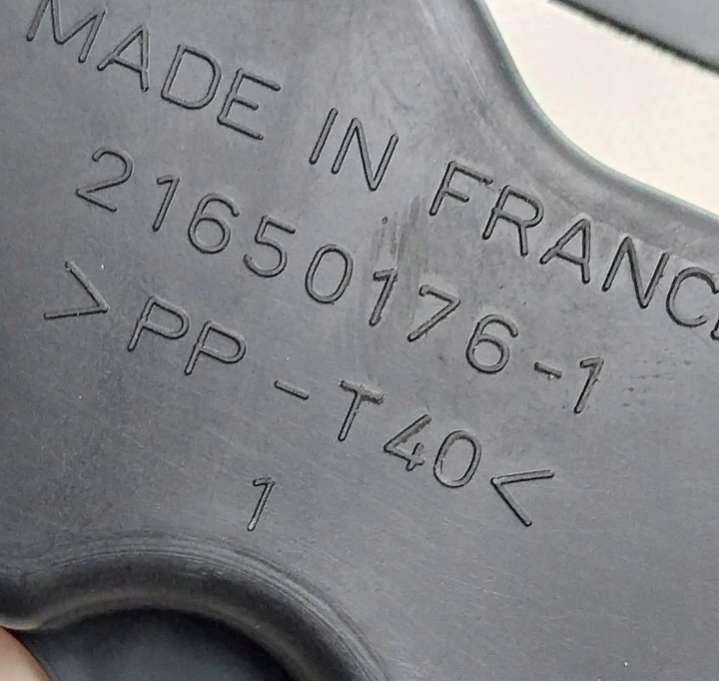 MADE IN FRANC
21650176-1
>PP-T40<
1